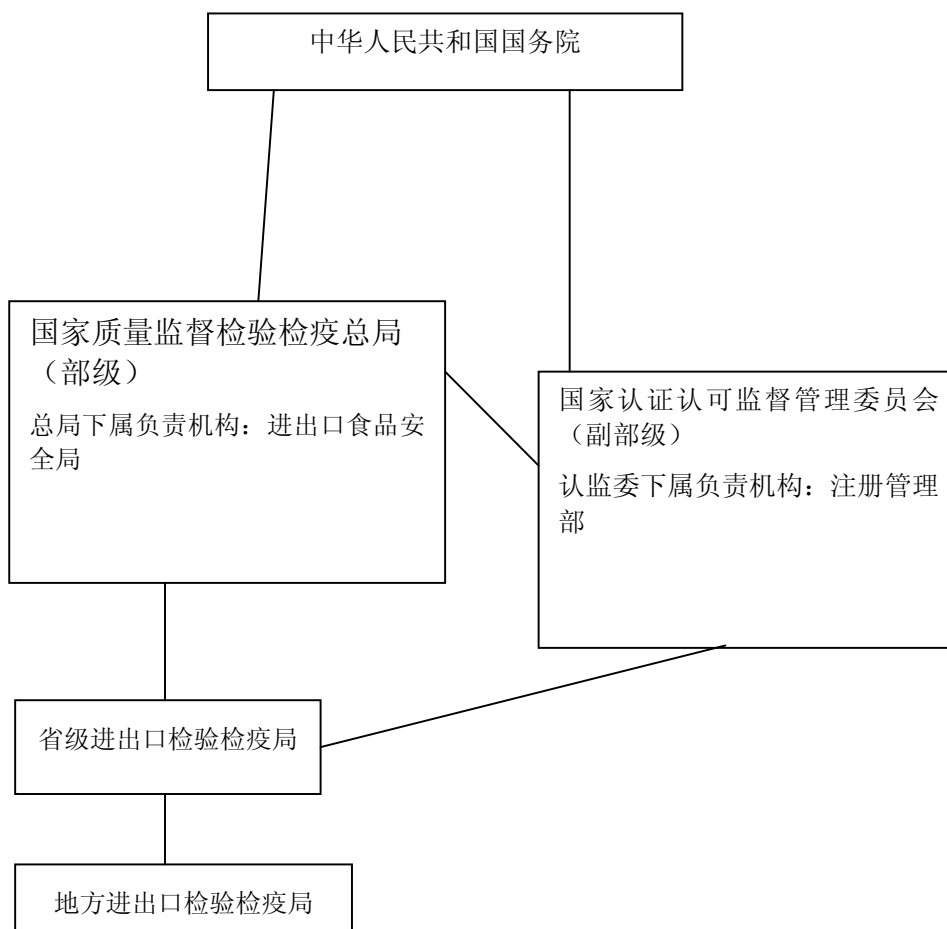 中华人民共和国国务院
国家质量监督检验检疫总局
（部级）
总局下属负责机构：进出口食品安
全局
国家认证认可监督管理委员会
（副部级）
认监委下属负责机构：注册管理
部
省级进出口检验检疫局
地方进出口检验检疫局